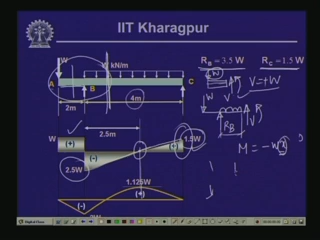 IIT Kharagpur
W kN/m R_B = 3.5 W R_C = 1.5 W
W V=+W
A B C W V R
2m 4m R_B V
2.5m M = -W(x)
(+) 1.5W
(-)
2.5W
1.125W
(+)
(-)